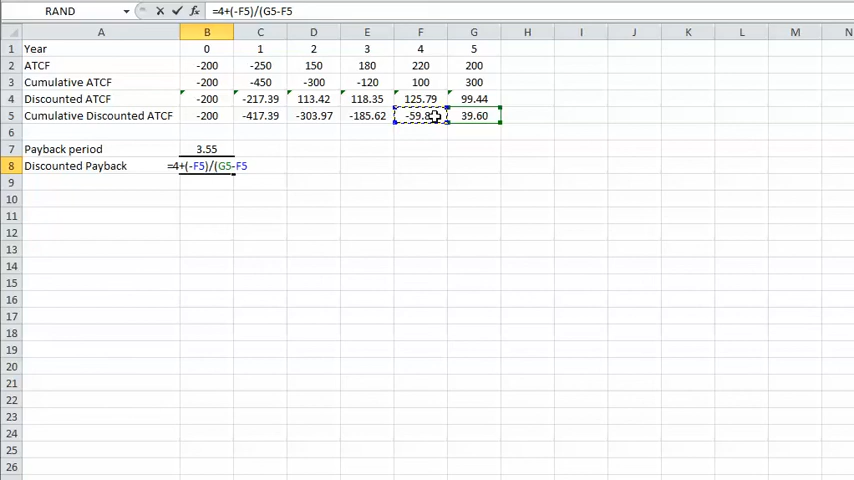 RAND =4+(-F5)/(G5-F5
A B C D E F G H I J K L M N
1 Year 0 1 2 3 4 5
2 ATCF -200 -250 150 180 220 200
3 Cumulative ATCF -450 -300 -120 100 300
4 Discounted ATCF -200 -217.39 113.42 118.35 125.79 99.44
5 Cumulative Discounted ATCF -200 -417.39 -303.97 -185.62 39.60
6
7 Payback period 3.55
8 Discounted Payback =4+(-F5)/(G5-F5
9
10
11
12
13
14
15
16
17
18
19
20
21
22
23
24
25
26